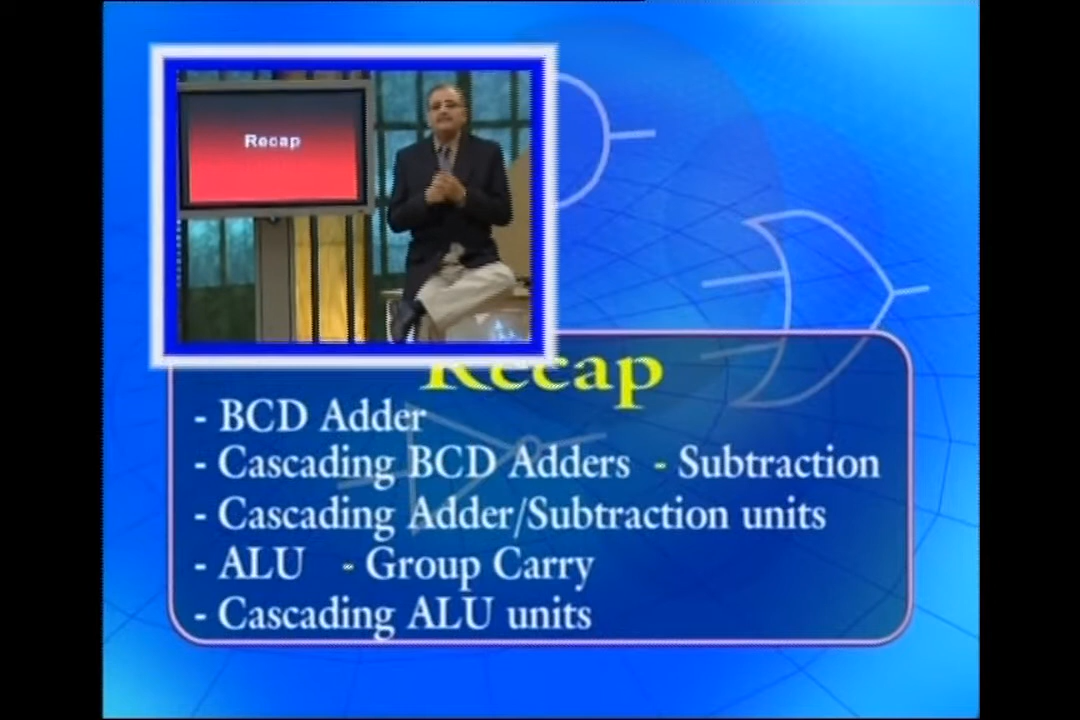 Recap
Recap
- BCD Adder
- Cascading BCD Adders - Subtraction
- Cascading Adder/Subtraction units
- ALU - Group Carry
- Cascading ALU units